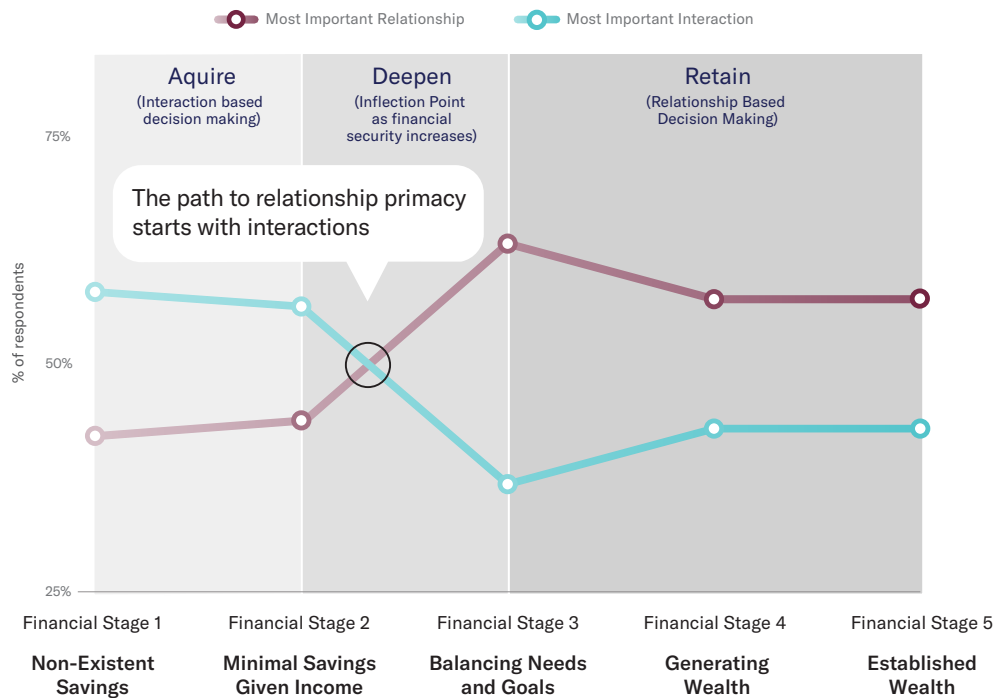 Most Important Relationship
Most Important Interaction
Aquire
(Interaction based
decision making)
Deepen
(Inflection Point
as financial
security increases)
Retain
(Relationship Based
Decision Making)
The path to relationship primacy
starts with interactions
% of respondents
75%
50%
25%
Financial Stage 1
Non-Existent
Savings
Financial Stage 2
Minimal Savings
Given Income
Financial Stage 3
Balancing Needs
and Goals
Financial Stage 4
Generating
Wealth
Financial Stage 5
Established
Wealth